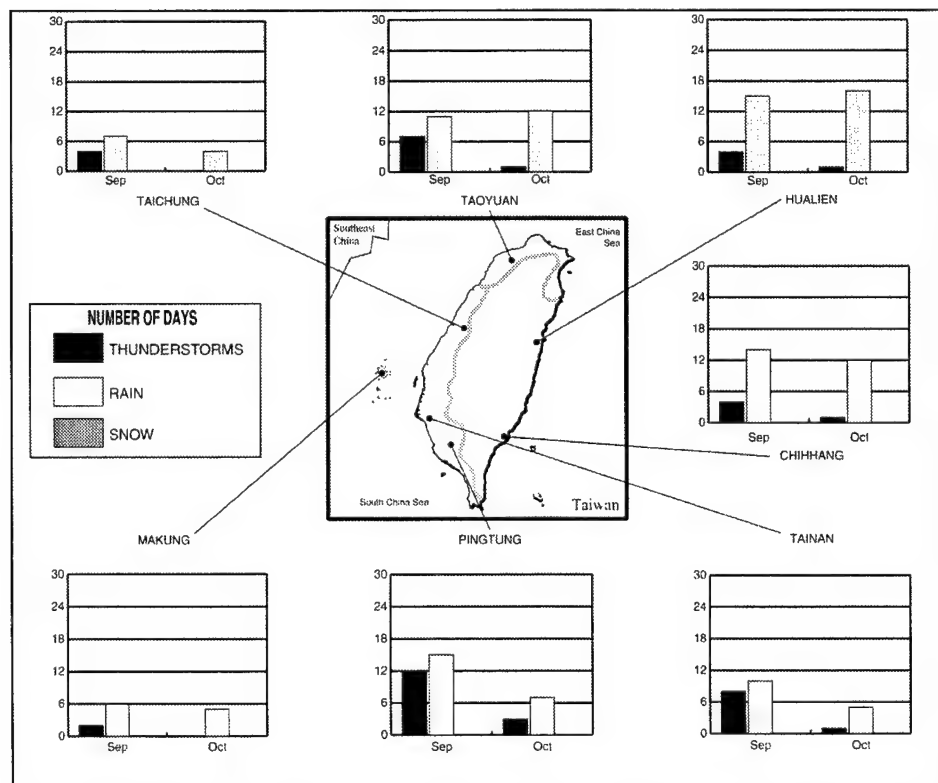 30
24
18
12
6
0
Sep
Oct
TAICHUNG
30
24
18
12
6
0
Sep
Oct
TAOYUAN
30
24
18
12
6
0
Sep
Oct
HUALIEN
NUMBER OF DAYS
THUNDERSTORMS
RAIN
SNOW
Southeast
China
East China
Sea
South China Sea
Taiwan
30
24
18
12
6
0
Sep
Oct
CHIHHANG
MAKUNG
PINGTUNG
TAINAN
30
24
18
12
6
0
Sep
Oct
30
24
18
12
6
0
Sep
Oct
30
24
18
12
6
0
Sep
Oct